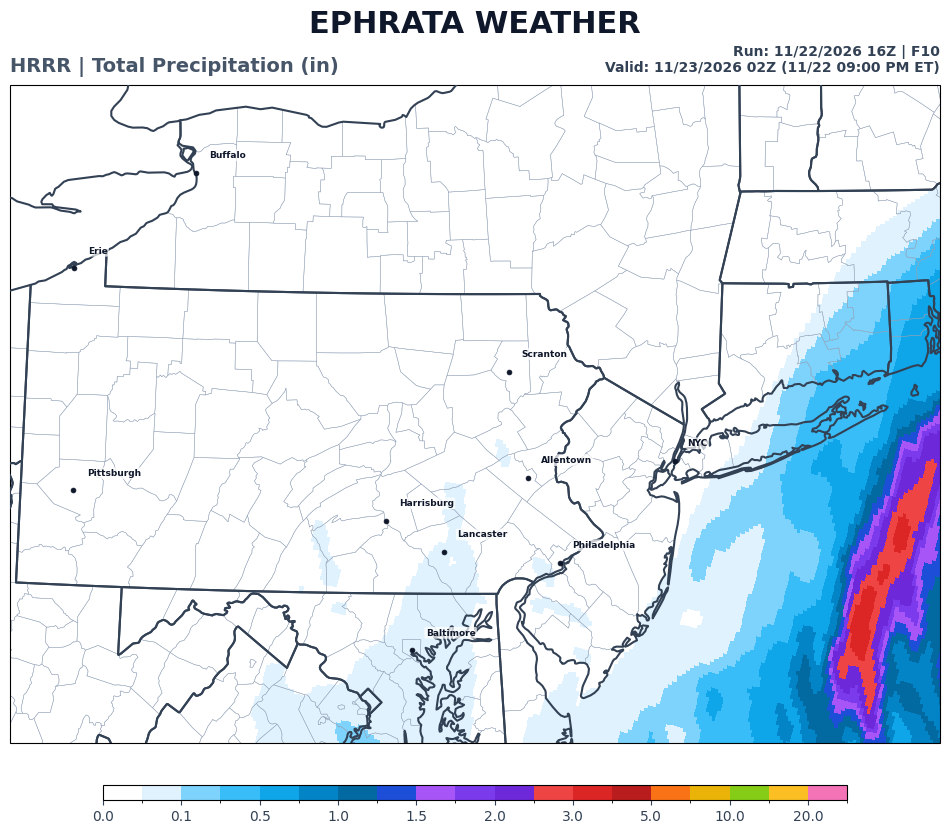 EPHRATA WEATHER
HRRR | Total Precipitation (in)
Run: 11/22/2026 16Z | F10
Valid: 11/23/2026 02Z (11/22 09:00 PM ET)
Buffalo
Erie
Scranton
NYC
Allentown
Pittsburgh
Harrisburg
Lancaster
Philadelphia
Baltimore
0.0 0.1 0.5 1.0 1.5 2.0 3.0 5.0 10.0 20.0